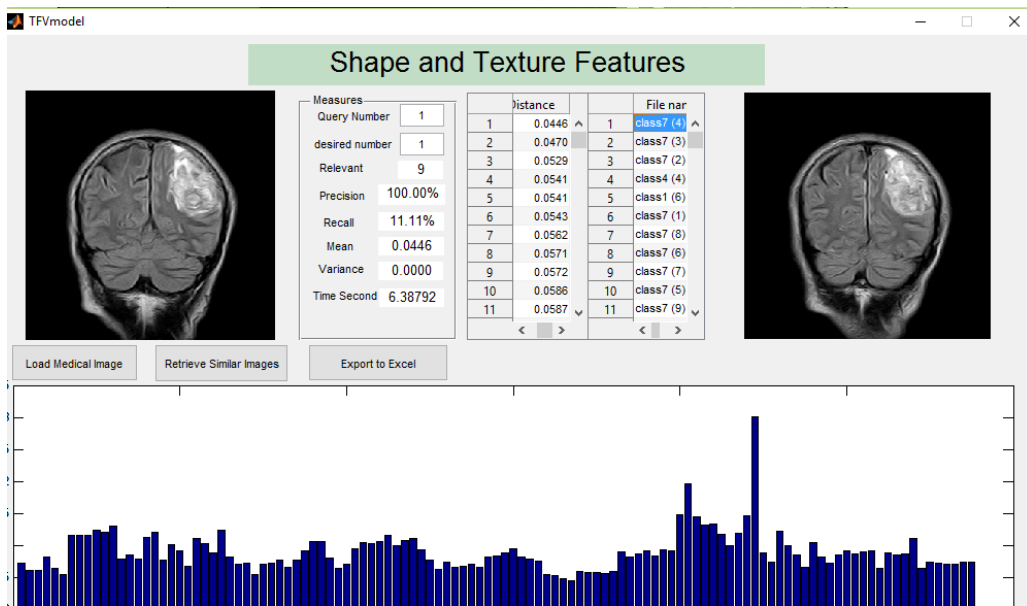 TFVmodel
Shape and Texture Features
Measures
Query Number 1
desired number 1
Relevant 9
Precision 100.00%
Recall 11.11%
Mean 0.0446
Variance 0.0000
Time Second 6.38792
Distance
1 0.0446
2 0.0470
3 0.0529
4 0.0541
5 0.0541
6 0.0543
7 0.0562
8 0.0571
9 0.0572
10 0.0586
11 0.0587
File nar
1 class7 (4)
2 class7 (3)
3 class7 (2)
4 class4 (4)
5 class1 (6)
6 class7 (1)
7 class7 (8)
8 class7 (6)
9 class7 (7)
10 class7 (5)
11 class7 (9)
Load Medical Image
Retrieve Similar Images
Export to Excel